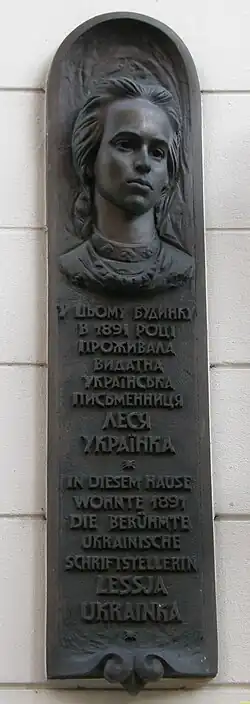 У ЦЬОМУ БУДИНКУ
В 1891 РОЦІ
ПРОЖИВАЛА
ВИДАТНА
УКРАЇНСЬКА
ПИСЬМЕННИЦЯ
ЛЕСЯ
УКРАЇНКА
IN DIESEM HAUSE
WOHNTE 1891
DIE BERÜHMTE
UKRAINISCHE
SCHRIFTSTELLERIN
LESSJA
UKRAINKA